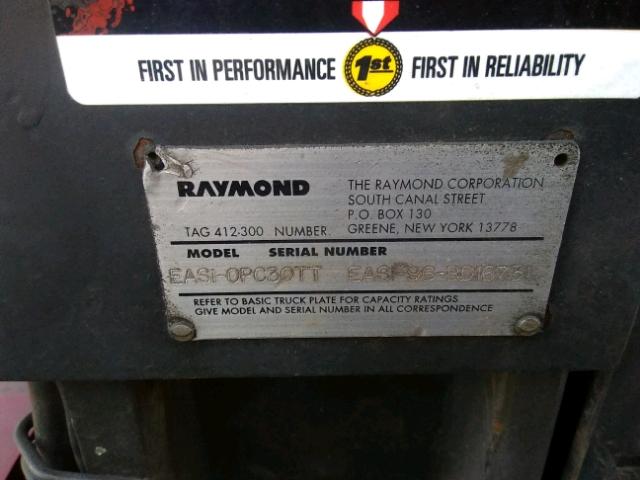 FIRST IN PERFORMANCE 1st FIRST IN RELIABILITY
RAYMOND
THE RAYMOND CORPORATION
SOUTH CANAL STREET
P.O. BOX 130
GREENE, NEW YORK 13778
TAG 412-300 NUMBER.
MODEL SERIAL NUMBER
EASI-OPC30TT
REFER TO BASIC TRUCK PLATE FOR CAPACITY RATINGS
GIVE MODEL AND SERIAL NUMBER IN ALL CORRESPONDENCE